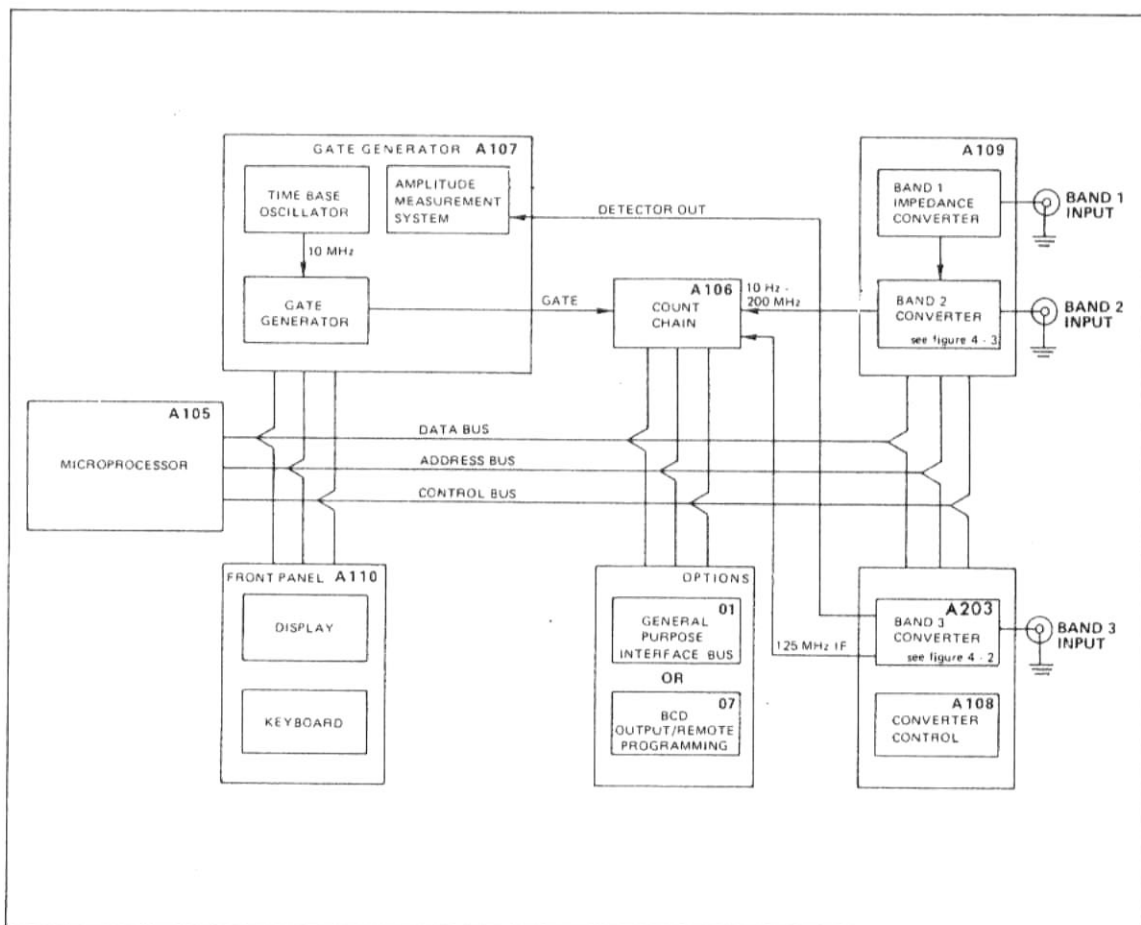 GATE GENERATOR A107
TIME BASE
OSCILLATOR
AMPLITUDE
MEASUREMENT
SYSTEM
10 MHz
GATE
GENERATOR
DETECTOR OUT
GATE
A106
COUNT
CHAIN
10 Hz -
200 MHz
A109
BAND 1
IMPEDANCE
CONVERTER
BAND 1
INPUT
BAND 2
CONVERTER
see figure 4 - 3
BAND 2
INPUT
A105
MICROPROCESSOR
DATA BUS
ADDRESS BUS
CONTROL BUS
FRONT PANEL A110
DISPLAY
KEYBOARD
OPTIONS
01
GENERAL
PURPOSE
INTERFACE BUS
OR
07
BCD
OUTPUT/REMOTE
PROGRAMMING
125 MHz IF
A203
BAND 3
CONVERTER
see figure 4 - 2
BAND 3
INPUT
A108
CONVERTER
CONTROL